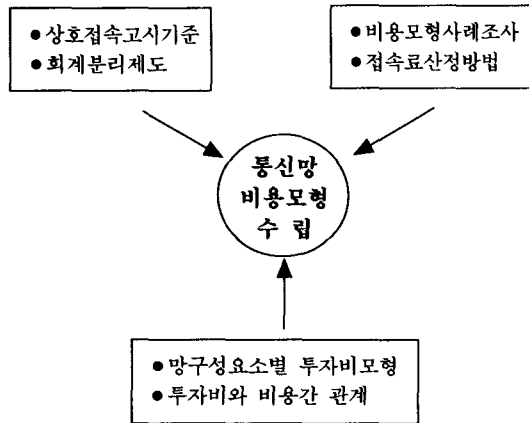 ● 상호접속고시기준
● 회계분리제도
● 비용모형사례조사
● 접속료산정방법
통신망
비용모형
수 립
● 망구성요소별 투자비모형
● 투자비와 비용간 관계